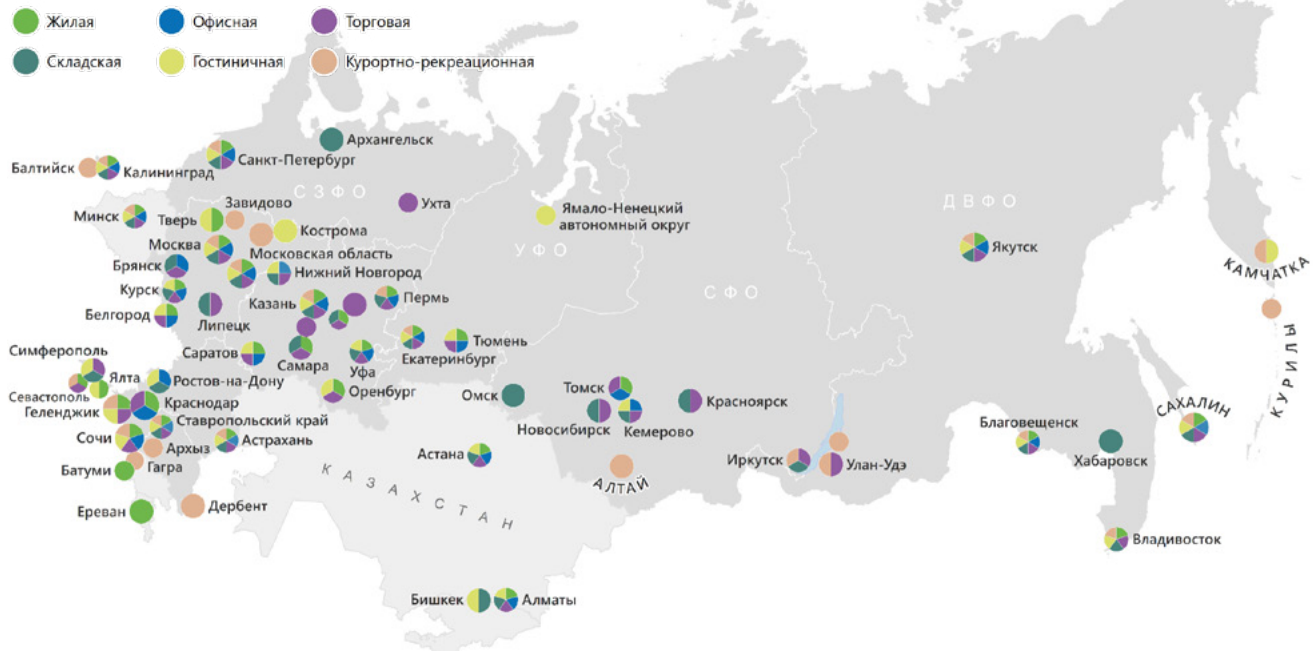 Жилая
Офисная
Торговая
Складская
Гостиничная
Курортно-рекреационная
Архангельск
Санкт-Петербург
Балтийск
Калининград
СЗФО
Ухта
Завидово
Минск
Тверь
Кострома
Ямало-Ненецкий
автономный округ
УФО
ДВФО
Якутск
Москва
Московская область
Брянск
Нижний Новгород
КАМЧАТКА
Курск
Казань
Пермь
СФО
Белгород
Липецк
КУРИЛЫ
Симферополь
Саратов
Самара
Уфа
Екатеринбург
Тюмень
Ялта
Ростов-на-Дону
Оренбург
Омск
Томск
Красноярск
Севастополь
Геленджик
Краснодар
Новосибирск
Кемерово
САХАЛИН
Ставропольский край
Благовещенск
Сочи
Архыз
Астрахань
Астана
Иркутск
Улан-Удэ
Хабаровск
Гагра
Батуми
КАЗАХСТАН
АЛТАЙ
Ереван
Дербент
Владивосток
Бишкек
Алматы